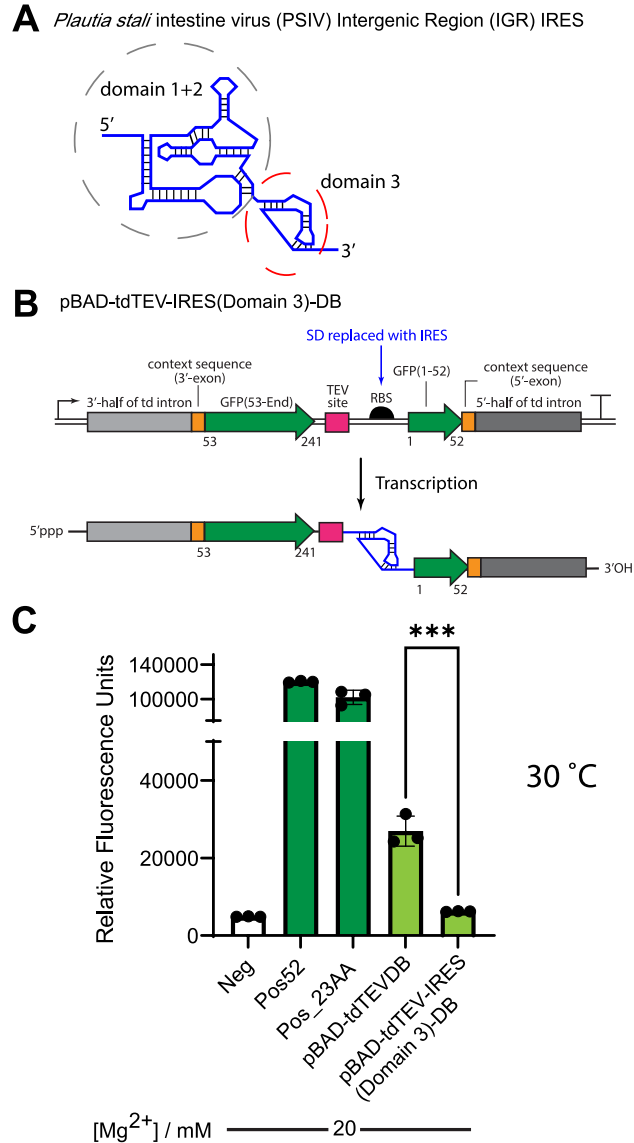 A Plautia stali intestine virus (PSIV) Intergenic Region (IGR) IRES
domain 1+2
5′
domain 3
3′
B pBAD-tdTEV-IRES(Domain 3)-DB
SD replaced with IRES
context sequence
(3′-exon)
TEV
site
GFP(1-52)
context sequence
(5′-exon)
3′-half of td intron
GFP(53-End)
RBS
5′-half of td intron
53
241
1
52
Transcription
5′ppp
53
241
1
52
3′OH
C
***
Relative Fluorescence Units
140000
100000
40000
20000
0
30 ˚C
Neg
Pos52
Pos_23AA
pBAD-tdTEVDB
pBAD-tdTEV-IRES
(Domain 3)-DB
[Mg2+] / mM
20